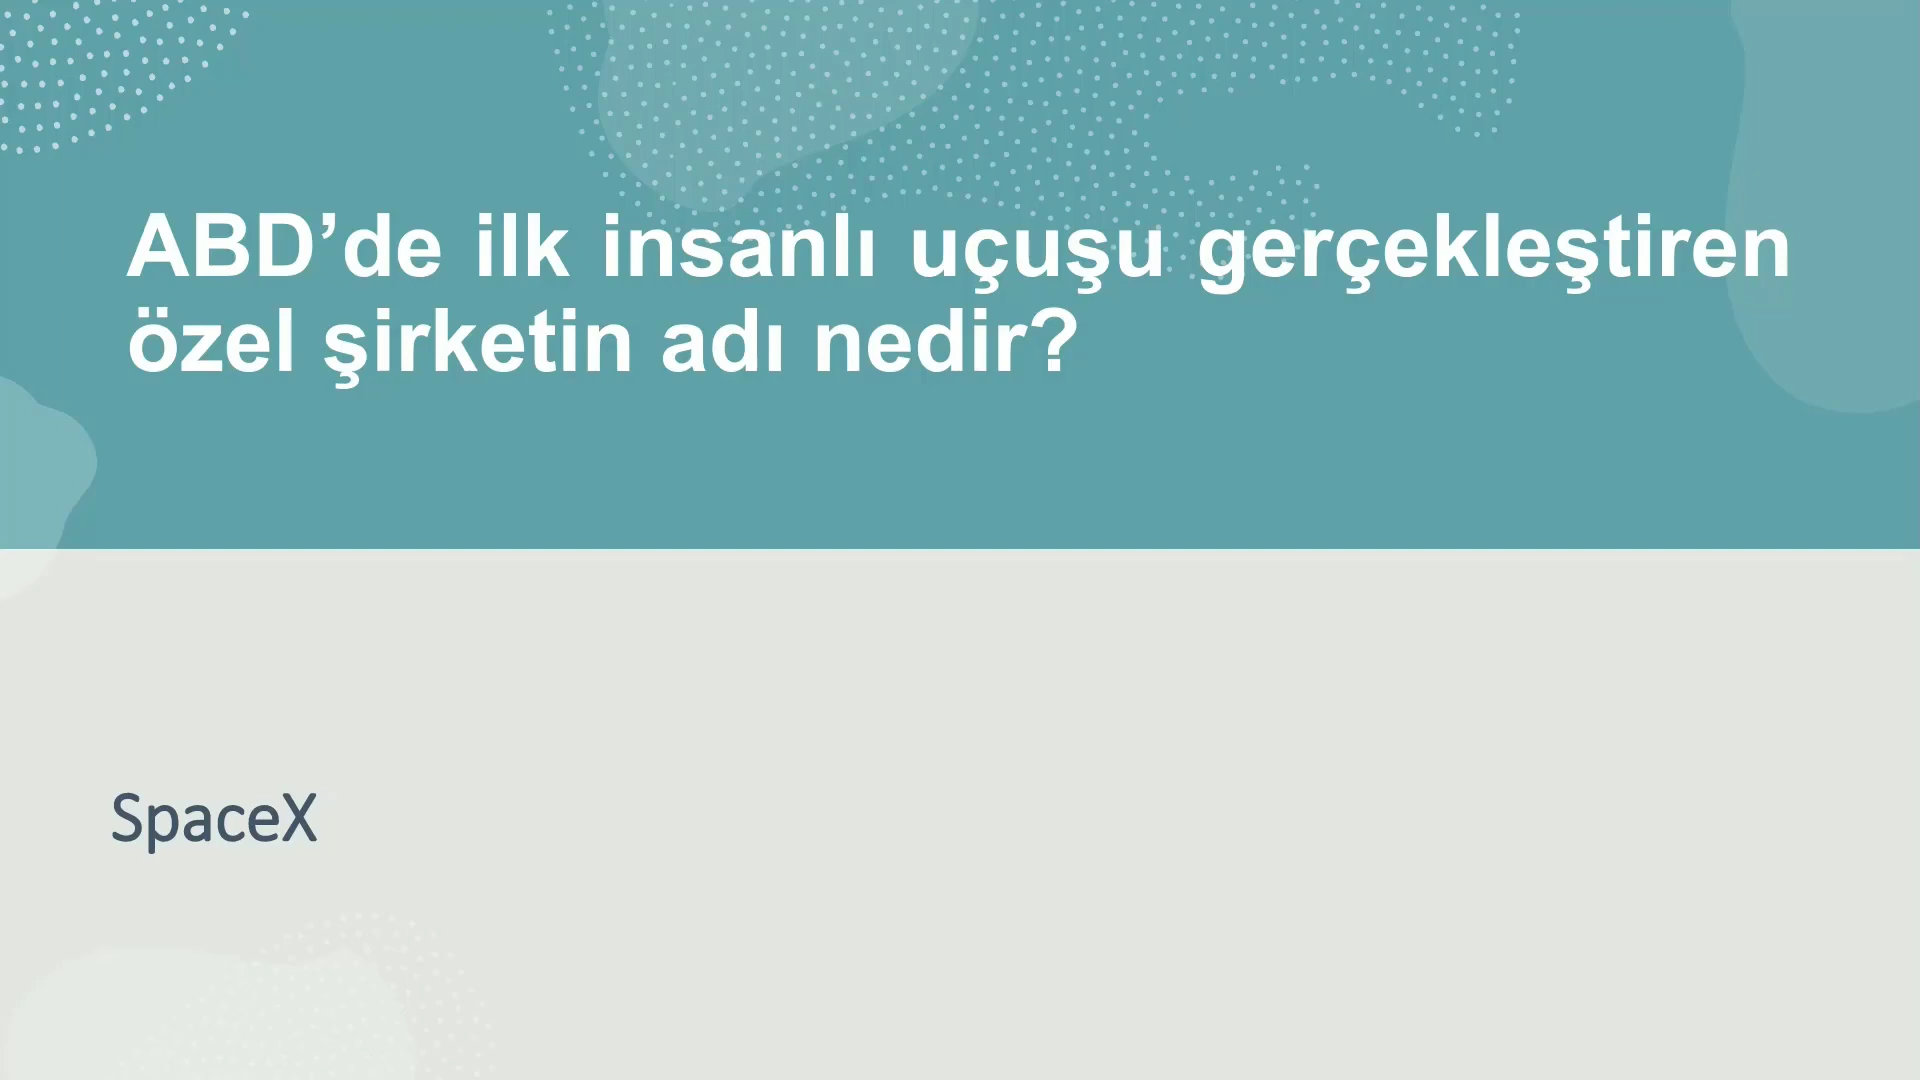 ABD’de ilk insanlı uçuşu gerçekleştiren
özel şirketin adı nedir?
SpaceX